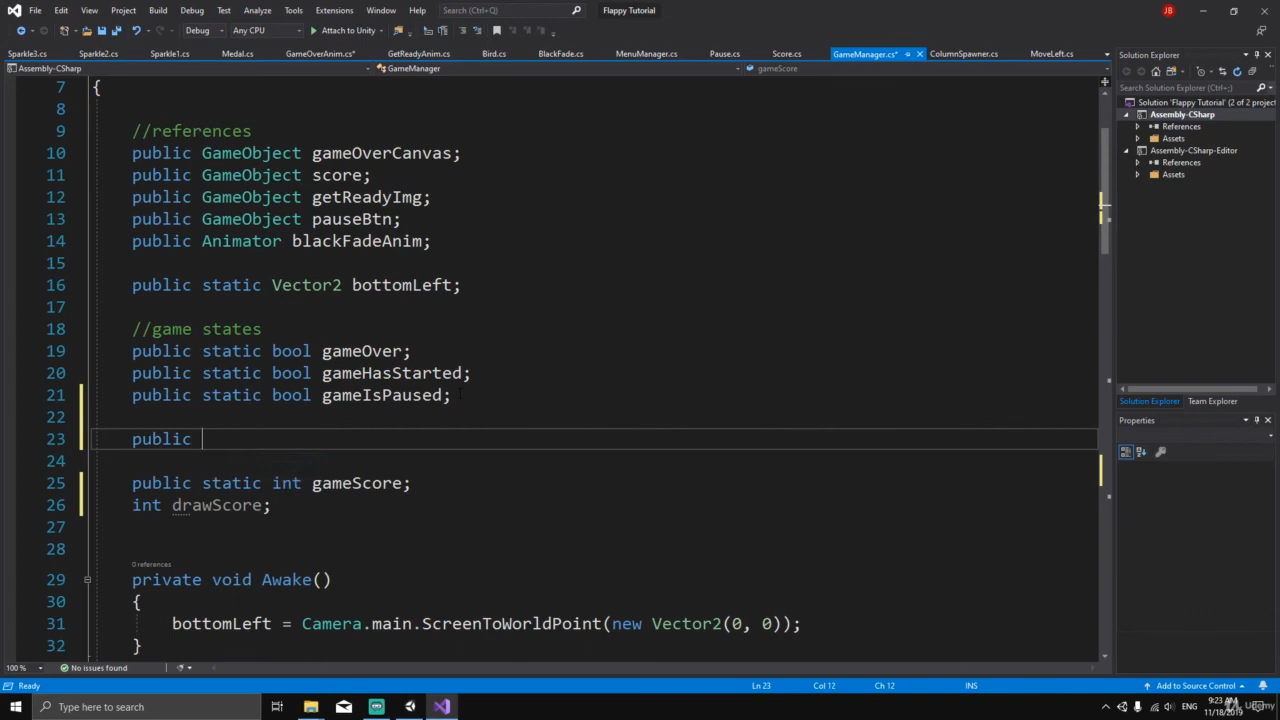 File Edit View Project Build Debug Test Analyze Tools Extensions Window Help Search (Ctrl+Q) Flappy Tutorial JB
Debug Any CPU Attach to Unity
Sparkle3.cs Sparkle2.cs Sparkle1.cs Medal.cs GameOverAnim.cs* GetReadyAnim.cs Bird.cs BlackFade.cs MenuManager.cs Pause.cs Score.cs GameManager.cs* ColumnSpawner.cs MoveLeft.cs
Assembly-CSharp GameManager gameScore
7 {
8
9 //references
10 public GameObject gameOverCanvas;
11 public GameObject score;
12 public GameObject getReadyImg;
13 public GameObject pauseBtn;
14 public Animator blackFadeAnim;
15
16 public static Vector2 bottomLeft;
17
18 //game states
19 public static bool gameOver;
20 public static bool gameHasStarted;
21 public static bool gameIsPaused;
22
23 public
24
25 public static int gameScore;
26 int drawScore;
27
28
0 references
29 private void Awake()
30 {
31 bottomLeft = Camera.main.ScreenToWorldPoint(new Vector2(0, 0));
32 }
100 % No issues found
Solution Explorer
Search Solution Explorer (Ctrl+;)
Solution 'Flappy Tutorial' (2 of 2 project
Assembly-CSharp
References
Assets
Assembly-CSharp-Editor
References
Assets
Solution Explorer Team Explorer
Properties
Ready Ln 23 Col 12 Ch 12 INS Add to Source Control
Type here to search ENG 9:23 AM 11/18/2019
Udemy